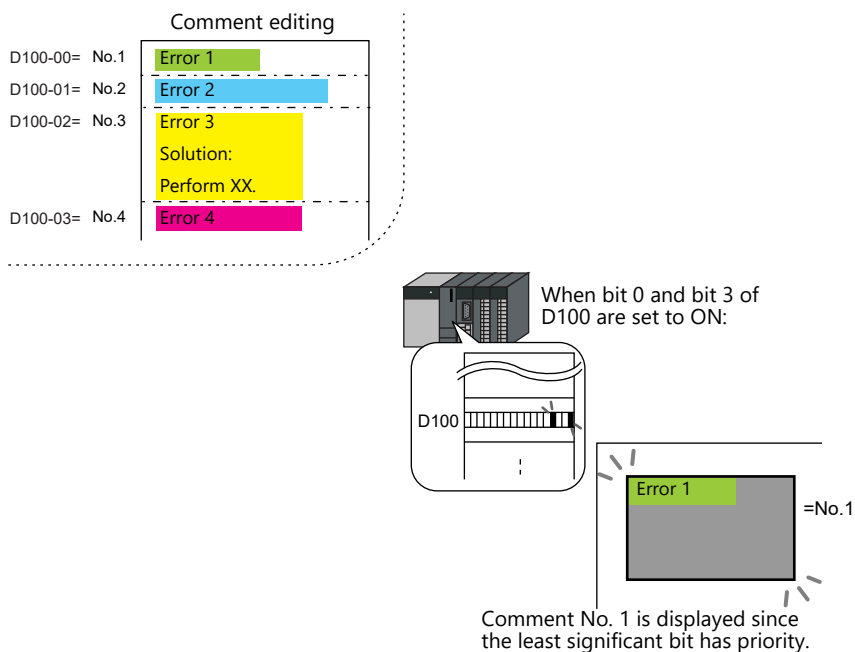 Comment editing
D100-00= No.1 Error 1
D100-01= No.2 Error 2
D100-02= No.3 Error 3
Solution:
Perform XX.
D100-03= No.4 Error 4
When bit 0 and bit 3 of
D100 are set to ON:
D100
Error 1
=No.1
Comment No. 1 is displayed since
the least significant bit has priority.